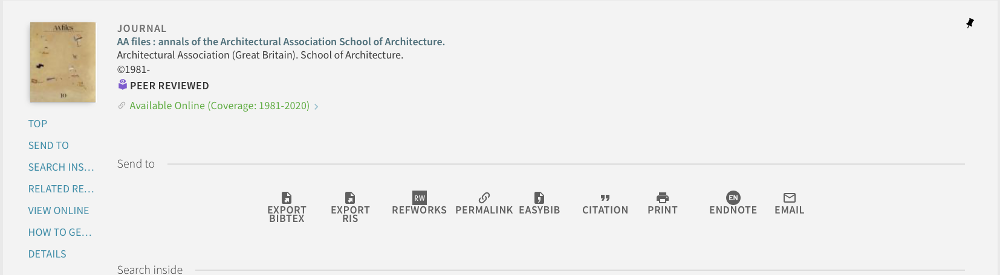 AA files
10
JOURNAL
AA files : annals of the Architectural Association School of Architecture.
Architectural Association (Great Britain). School of Architecture.
©1981-
PEER REVIEWED
Available Online (Coverage: 1981-2020)
TOP
SEND TO
SEARCH INS…
RELATED RE…
VIEW ONLINE
HOW TO GE…
DETAILS
Send to
EXPORT
BIBTEX
EXPORT
RIS
RW
REFWORKS
PERMALINK
EASYBIB
CITATION
PRINT
EN
ENDNOTE
EMAIL
Search inside